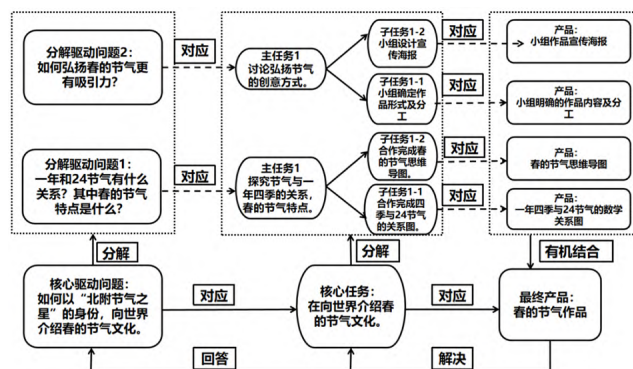 分解驱动问题2:
如何弘扬春的节气更
有吸引力?
对应
主任务1
讨论弘扬节气
的创意方式。
子任务1-2
小组设计宣
传海报
对应
产品:
小组作品宣传海报
子任务1-1
小组确定作
品形式及分
工
对应
产品:
小组明确的作品内容及分
工
分解驱动问题1:
一年和24节气有什么
关系?其中春的节气
特点是什么?
对应
主任务1
探究节气与一
年四季的关系,
春的节气特点。
子任务1-2
合作完成春
的节气思维
导图。
对应
产品:
春的节气思维导图
子任务1-1
合作完成四
季与24节气
的关系图。
对应
产品:
一年四季与24节气的数学
关系图
分解
分解
有机结合
核心驱动问题:
如何以“北附节气之
星”的身份,向世界
介绍春的节气文化。
对应
核心任务:
在向世界介绍春
的节气文化。
对应
最终产品:
春的节气作品
回答
解决